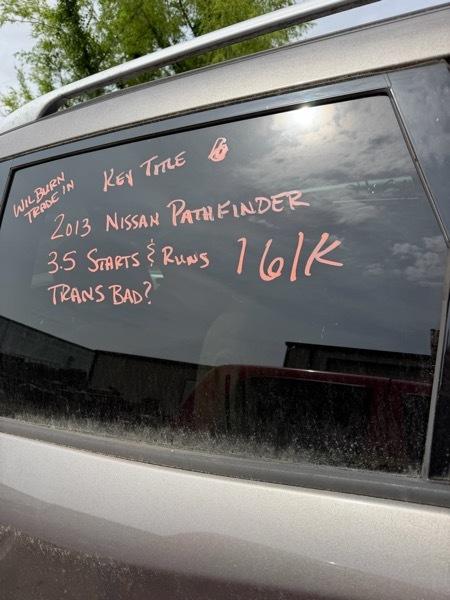 WILBURN
TRADE IN
KEY TITLE
2013 NISSAN PATHFINDER
3.5 STARTS & RUNS 161K
TRANS BAD?